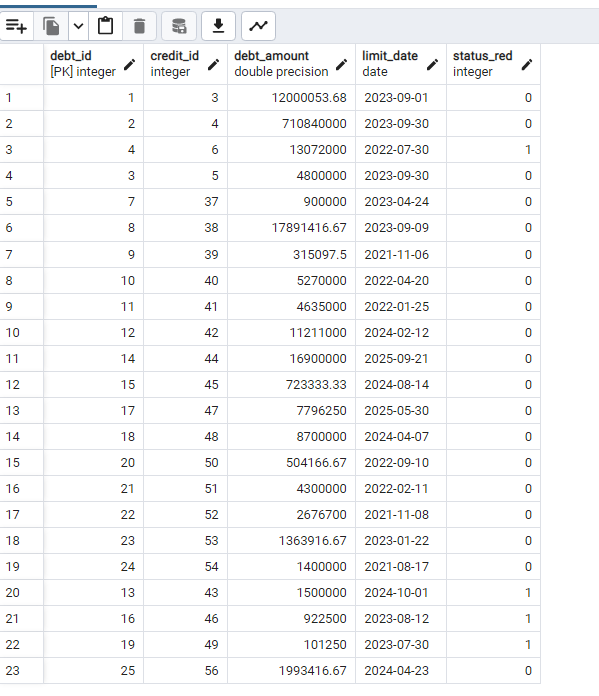 debt_id credit_id debt_amount limit_date status_red
[PK] integer integer double precision date integer
1 1 3 12000053.68 2023-09-01 0
2 2 4 710840000 2023-09-30 0
3 4 6 13072000 2022-07-30 1
4 3 5 4800000 2023-09-30 0
5 7 37 900000 2023-04-24 0
6 8 38 17891416.67 2023-09-09 0
7 9 39 315097.5 2021-11-06 0
8 10 40 5270000 2022-04-20 0
9 11 41 4635000 2022-01-25 0
10 12 42 11211000 2024-02-12 0
11 14 44 16900000 2025-09-21 0
12 15 45 723333.33 2024-08-14 0
13 17 47 7796250 2025-05-30 0
14 18 48 8700000 2024-04-07 0
15 20 50 504166.67 2022-09-10 0
16 21 51 4300000 2022-02-11 0
17 22 52 2676700 2021-11-08 0
18 23 53 1363916.67 2023-01-22 0
19 24 54 1400000 2021-08-17 0
20 13 43 1500000 2024-10-01 1
21 16 46 922500 2023-08-12 1
22 19 49 101250 2023-07-30 1
23 25 56 1993416.67 2024-04-23 0